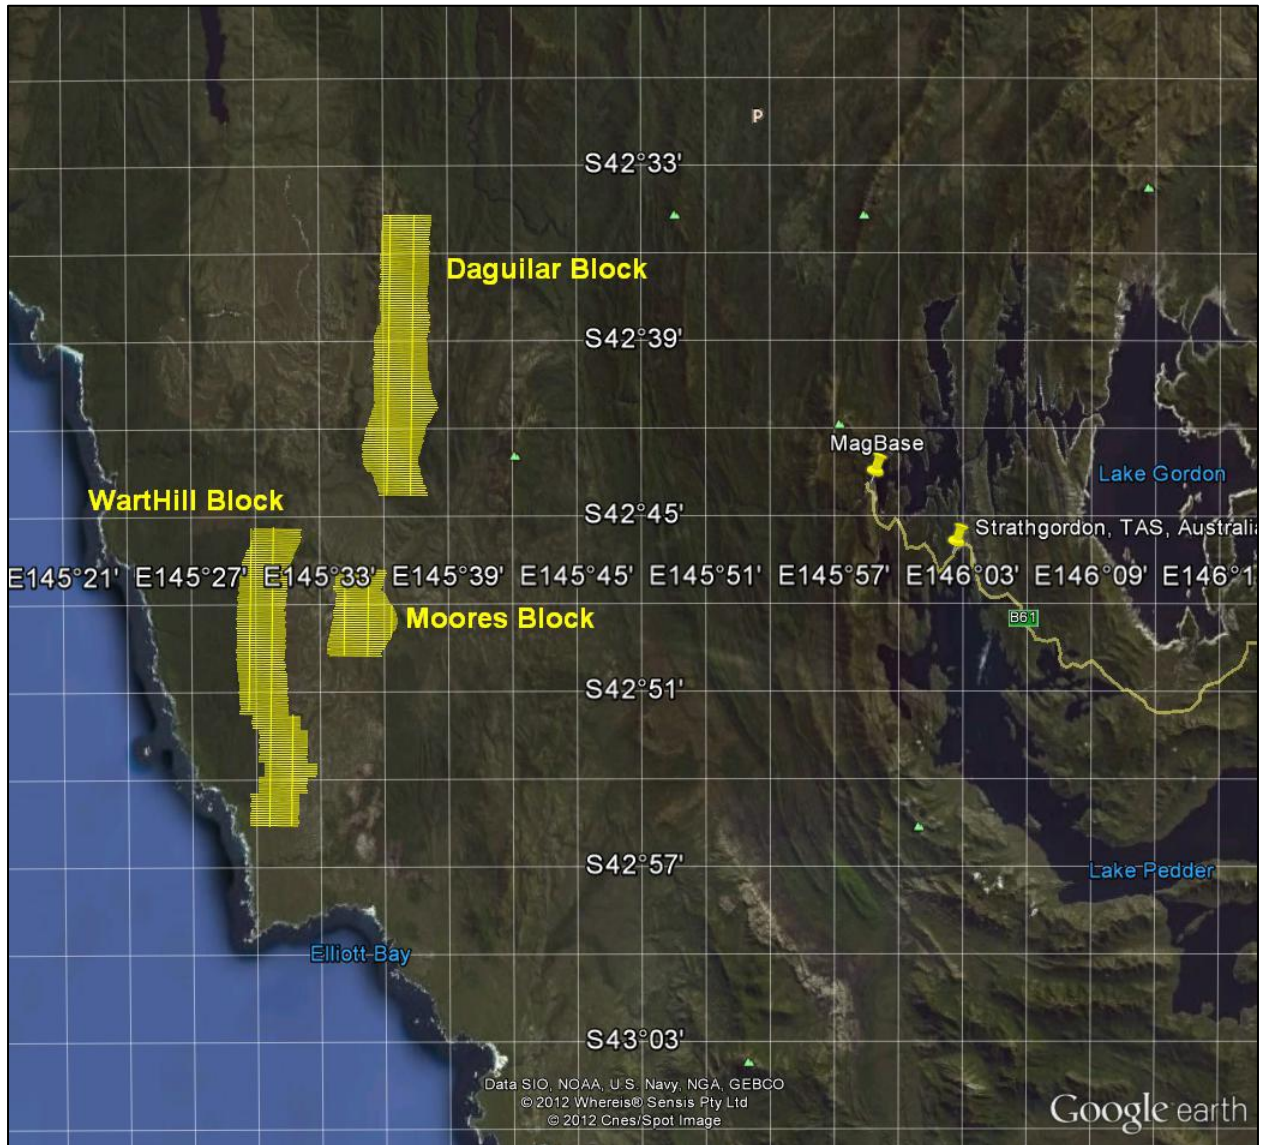 P
S42°33'
Daguilar Block
S42°39'
MagBase
Lake Gordon
WartHill Block
S42°45'
Strathgordon, TAS, Australia
E145°21' E145°27' E145°33' E145°39' E145°45' E145°51' E145°57' E146°03' E146°09' E146°1
Moores Block
B61
S42°51'
S42°57'
Lake Pedder
Elliott Bay
S43°03'
Data SIO, NOAA, U.S. Navy, NGA, GEBCO
© 2012 Whereis® Sensis Pty Ltd
© 2012 Cnes/Spot Image
Google earth